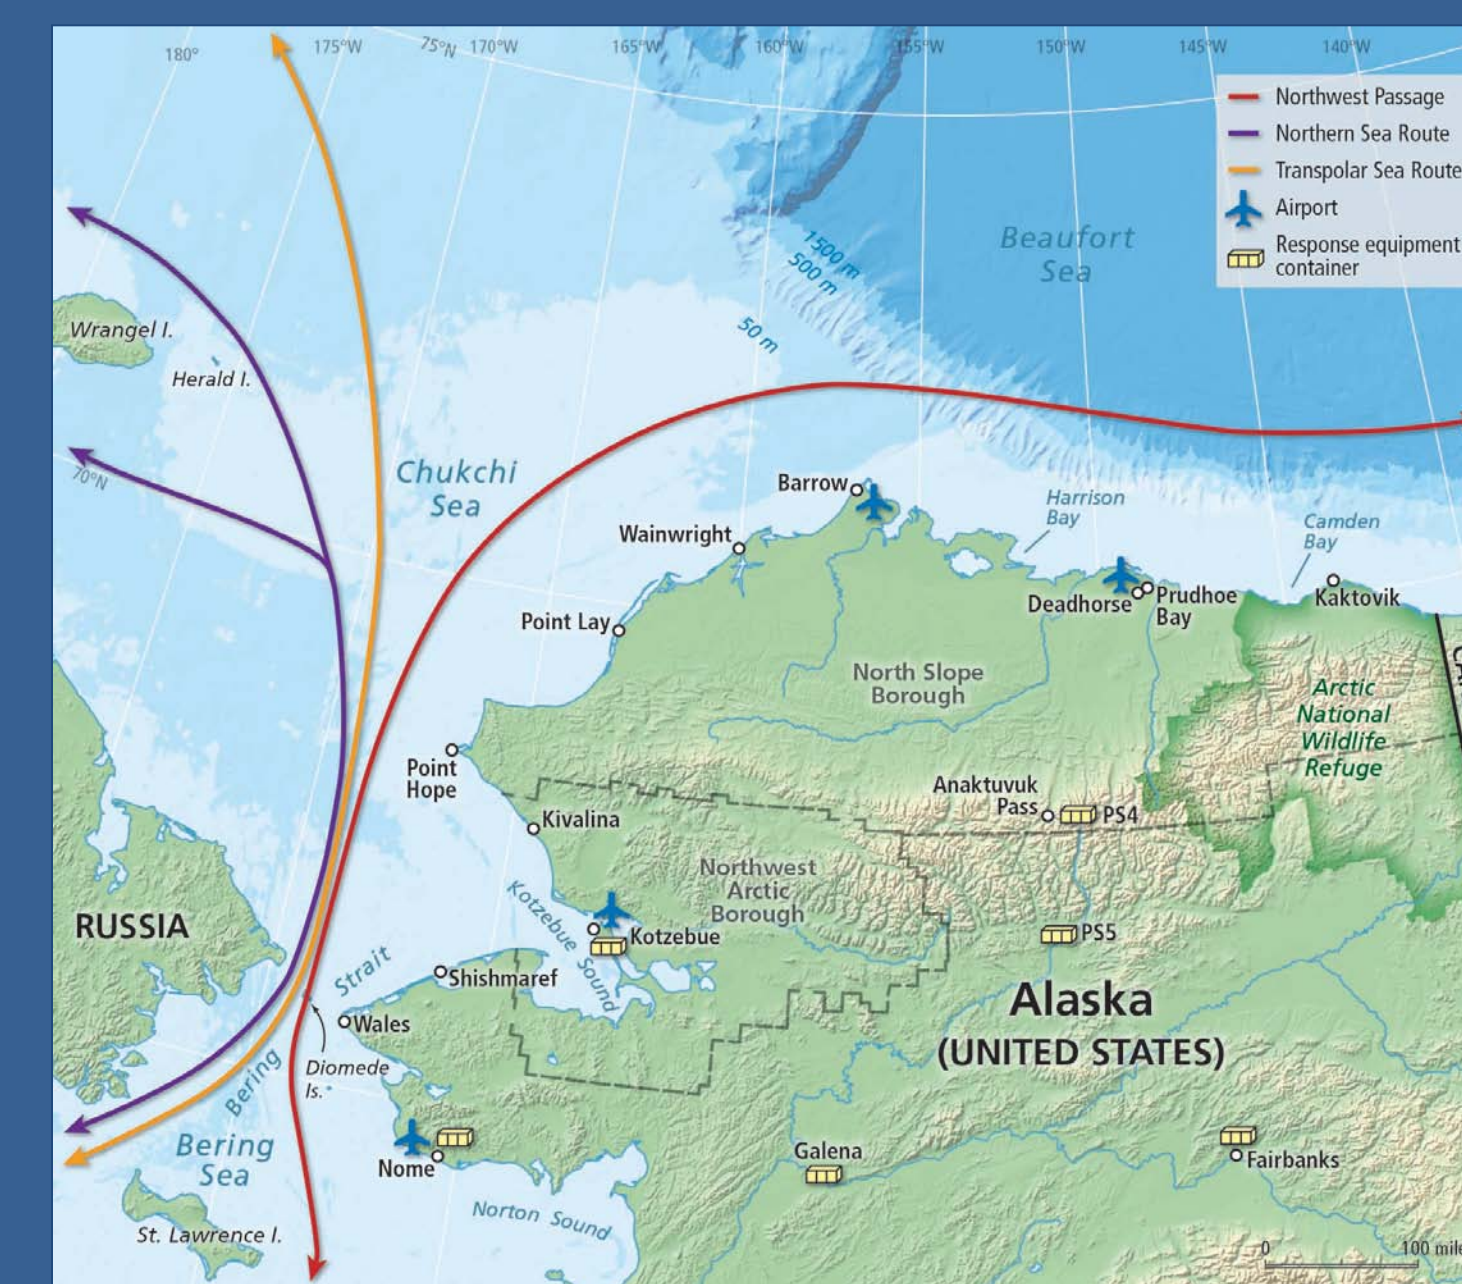 180°
175°W
75°N
170°W
165°W
160°W
155°W
150°W
145°W
140°W
Northwest Passage
Northern Sea Route
Transpolar Sea Route
Airport
Response equipment
container
Beaufort
Sea
1500 m
500 m
50 m
Wrangel I.
Herald I.
70°N
Chukchi
Sea
Barrow
Harrison
Bay
Wainwright
Camden
Bay
Deadhorse
Prudhoe
Bay
Kaktovik
Point Lay
North Slope
Borough
Arctic
National
Wildlife
Refuge
Point
Hope
Anaktuvuk
Pass
PS4
Kivalina
Northwest
Arctic
Borough
Kotzebue Sound
RUSSIA
Kotzebue
PS5
Bering Strait
Shishmaref
Alaska
(UNITED STATES)
Wales
Diomede
Is.
Bering
Sea
Nome
Galena
Fairbanks
Norton Sound
St. Lawrence I.
0
100 mile